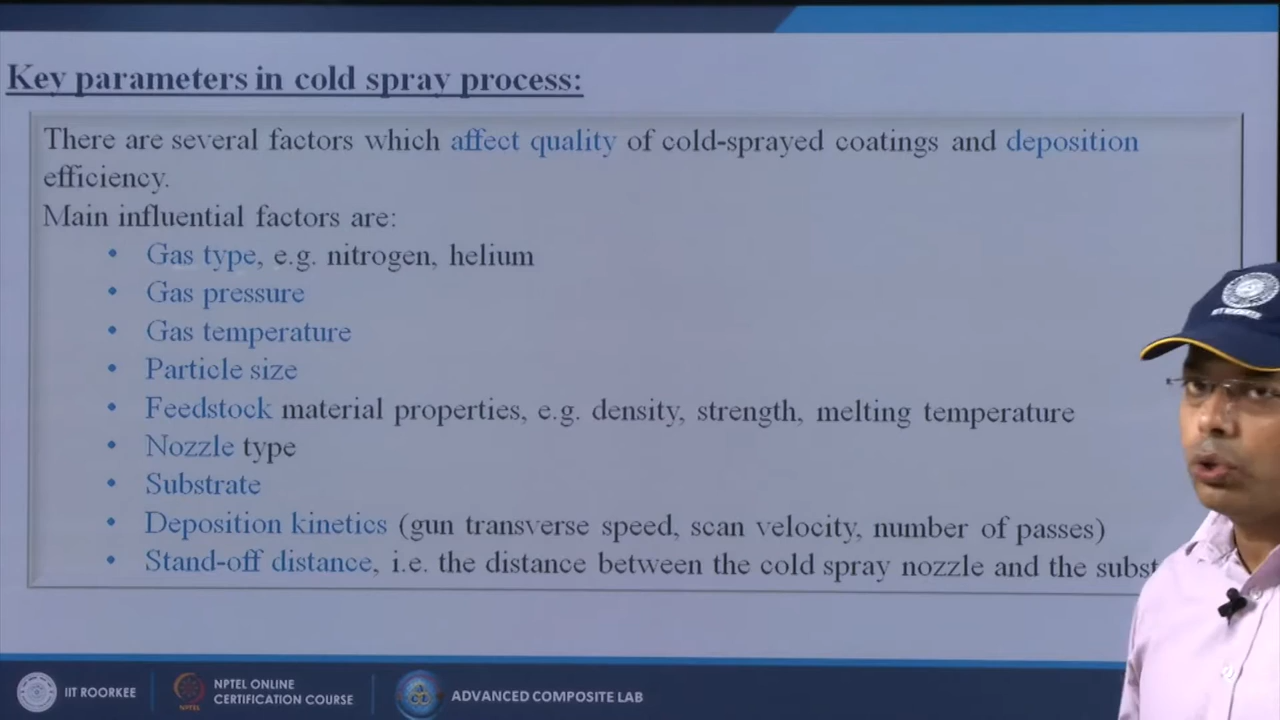 Key parameters in cold spray process:
There are several factors which affect quality of cold-sprayed coatings and deposition
efficiency.
Main influential factors are:
• Gas type, e.g. nitrogen, helium
• Gas pressure
• Gas temperature
• Particle size
• Feedstock material properties, e.g. density, strength, melting temperature
• Nozzle type
• Substrate
• Deposition kinetics (gun transverse speed, scan velocity, number of passes)
• Stand-off distance, i.e. the distance between the cold spray nozzle and the subst
IIT ROORKEE
NPTEL
NPTEL ONLINE
CERTIFICATION COURSE
ADVANCED COMPOSITE LAB